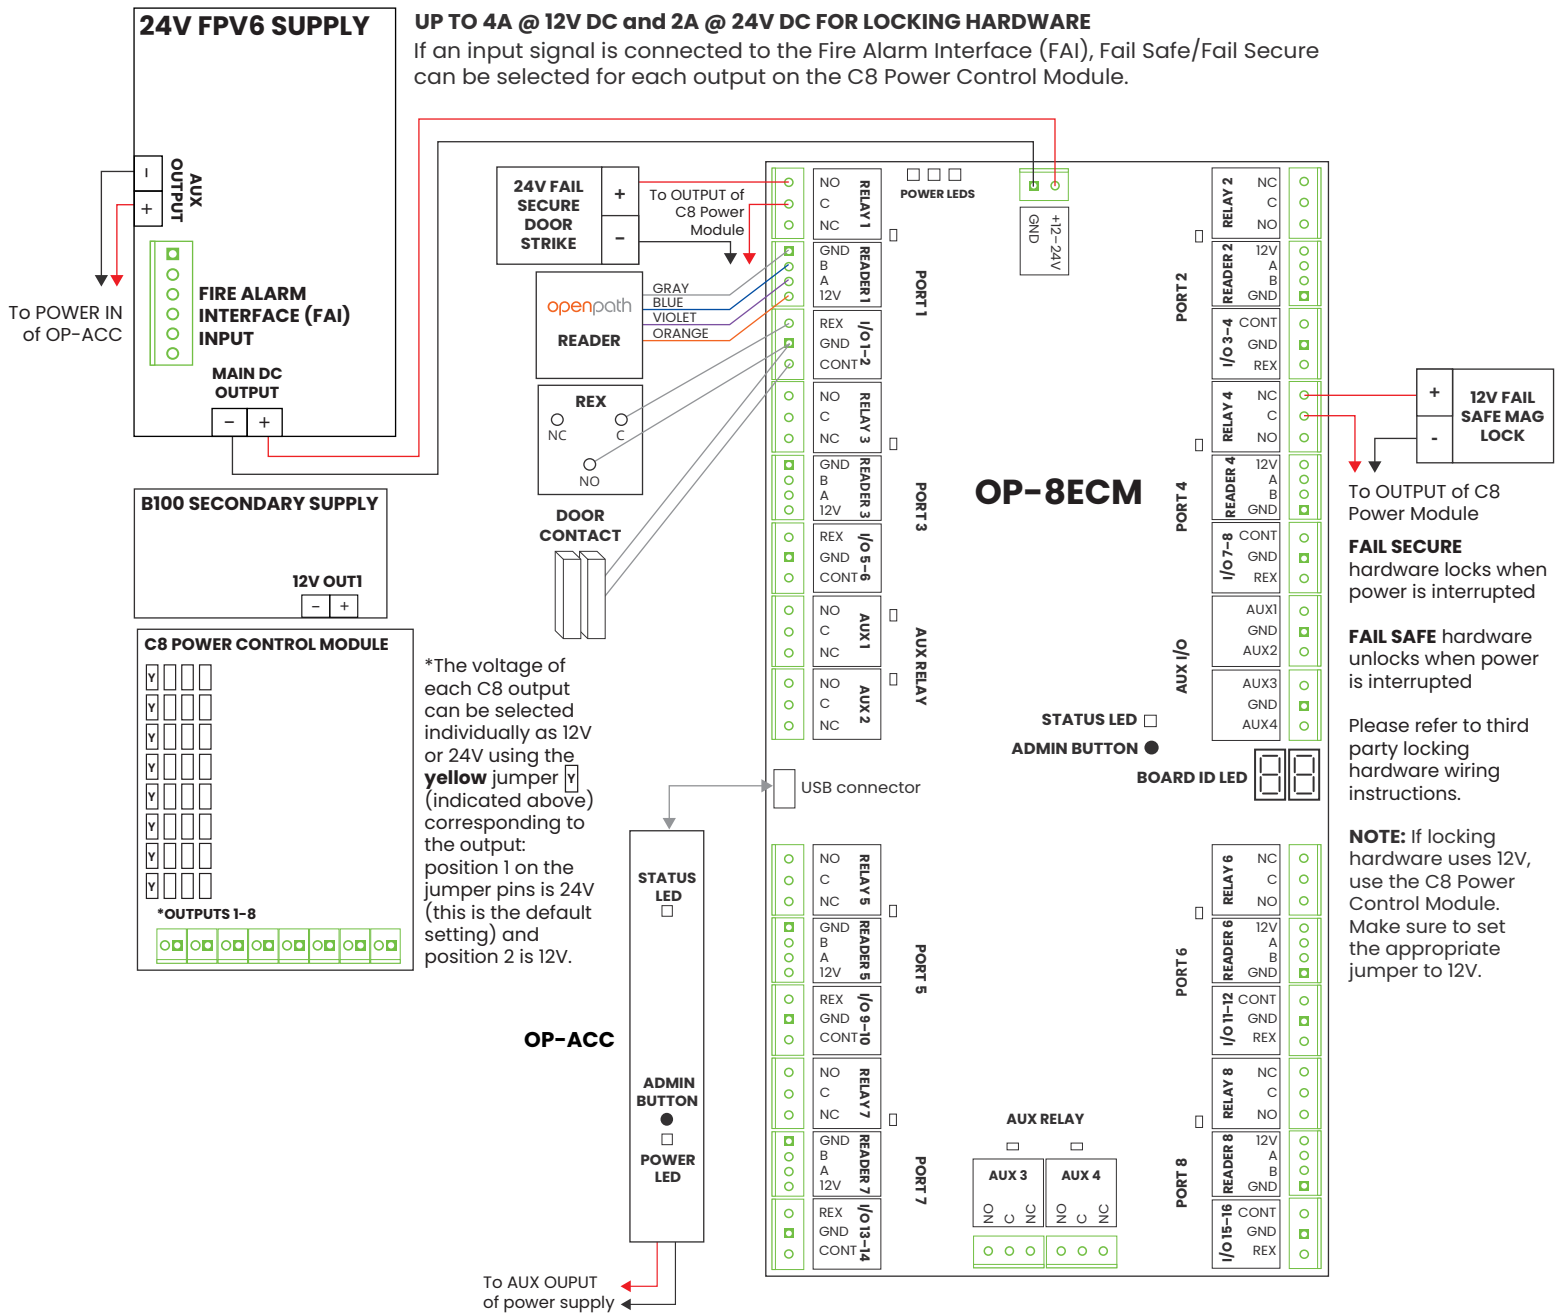 24V FPV6 SUPPLY
UP TO 4A @ 12V DC and 2A @ 24V DC FOR LOCKING HARDWARE
If an input signal is connected to the Fire Alarm Interface (FAI), Fail Safe/Fail Secure
can be selected for each output on the C8 Power Control Module.
AUX
OUTPUT
–
+
To POWER IN
of OP-ACC
FIRE ALARM
INTERFACE (FAI)
INPUT
MAIN DC
OUTPUT
– +
B100 SECONDARY SUPPLY
12V OUT1
– +
C8 POWER CONTROL MODULE
Y
Y
Y
Y
Y
Y
Y
Y
*OUTPUTS 1-8
*The voltage of
each C8 output
can be selected
individually as 12V
or 24V using the
yellow jumper Y
(indicated above)
corresponding to
the output:
position 1 on the
jumper pins is 24V
(this is the default
setting) and
position 2 is 12V.
24V FAIL
SECURE
DOOR
STRIKE
+
–
To OUTPUT of
C8 Power
Module
openpath
READER
GRAY
BLUE
VIOLET
ORANGE
REX
NC
C
NO
DOOR
CONTACT
OP-ACC
STATUS
LED
ADMIN
BUTTON
POWER
LED
To AUX OUPUT
of power supply
OP-8ECM
POWER LEDS
GND
+12–24V
NO
C
NC
RELAY 1
GND
B
A
12V
READER 1
REX
GND
CONT
I/O 1–2
PORT 1
NO
C
NC
RELAY 3
GND
B
A
12V
READER 3
REX
GND
CONT
I/O 5–6
PORT 3
NO
C
NC
AUX 1
NO
C
NC
AUX 2
AUX RELAY
USB connector
NO
C
NC
RELAY 5
GND
B
A
12V
READER 5
REX
GND
CONT
I/O 9–10
PORT 5
NO
C
NC
RELAY 7
GND
B
A
12V
READER 7
REX
GND
CONT
I/O 13–14
PORT 7
AUX RELAY
AUX 3
NO
C
NC
AUX 4
NO
C
NC
PORT 2
RELAY 2
NC
C
NO
READER 2
12V
A
B
GND
I/O 3–4
CONT
GND
REX
PORT 4
RELAY 4
NC
C
NO
READER 4
12V
A
B
GND
I/O 7–8
CONT
GND
REX
AUX I/O
AUX1
GND
AUX2
AUX3
GND
AUX4
STATUS LED
ADMIN BUTTON
BOARD ID LED
88
PORT 6
RELAY 6
NC
C
NO
READER 6
12V
A
B
GND
I/O 11–12
CONT
GND
REX
PORT 8
RELAY 8
NC
C
NO
READER 8
12V
A
B
GND
I/O 15–16
CONT
GND
REX
+
-
12V FAIL
SAFE MAG
LOCK
To OUTPUT of C8
Power Module
FAIL SECURE
hardware locks when
power is interrupted
FAIL SAFE hardware
unlocks when power
is interrupted
Please refer to third
party locking
hardware wiring
instructions.
NOTE: If locking
hardware uses 12V,
use the C8 Power
Control Module.
Make sure to set
the appropriate
jumper to 12V.